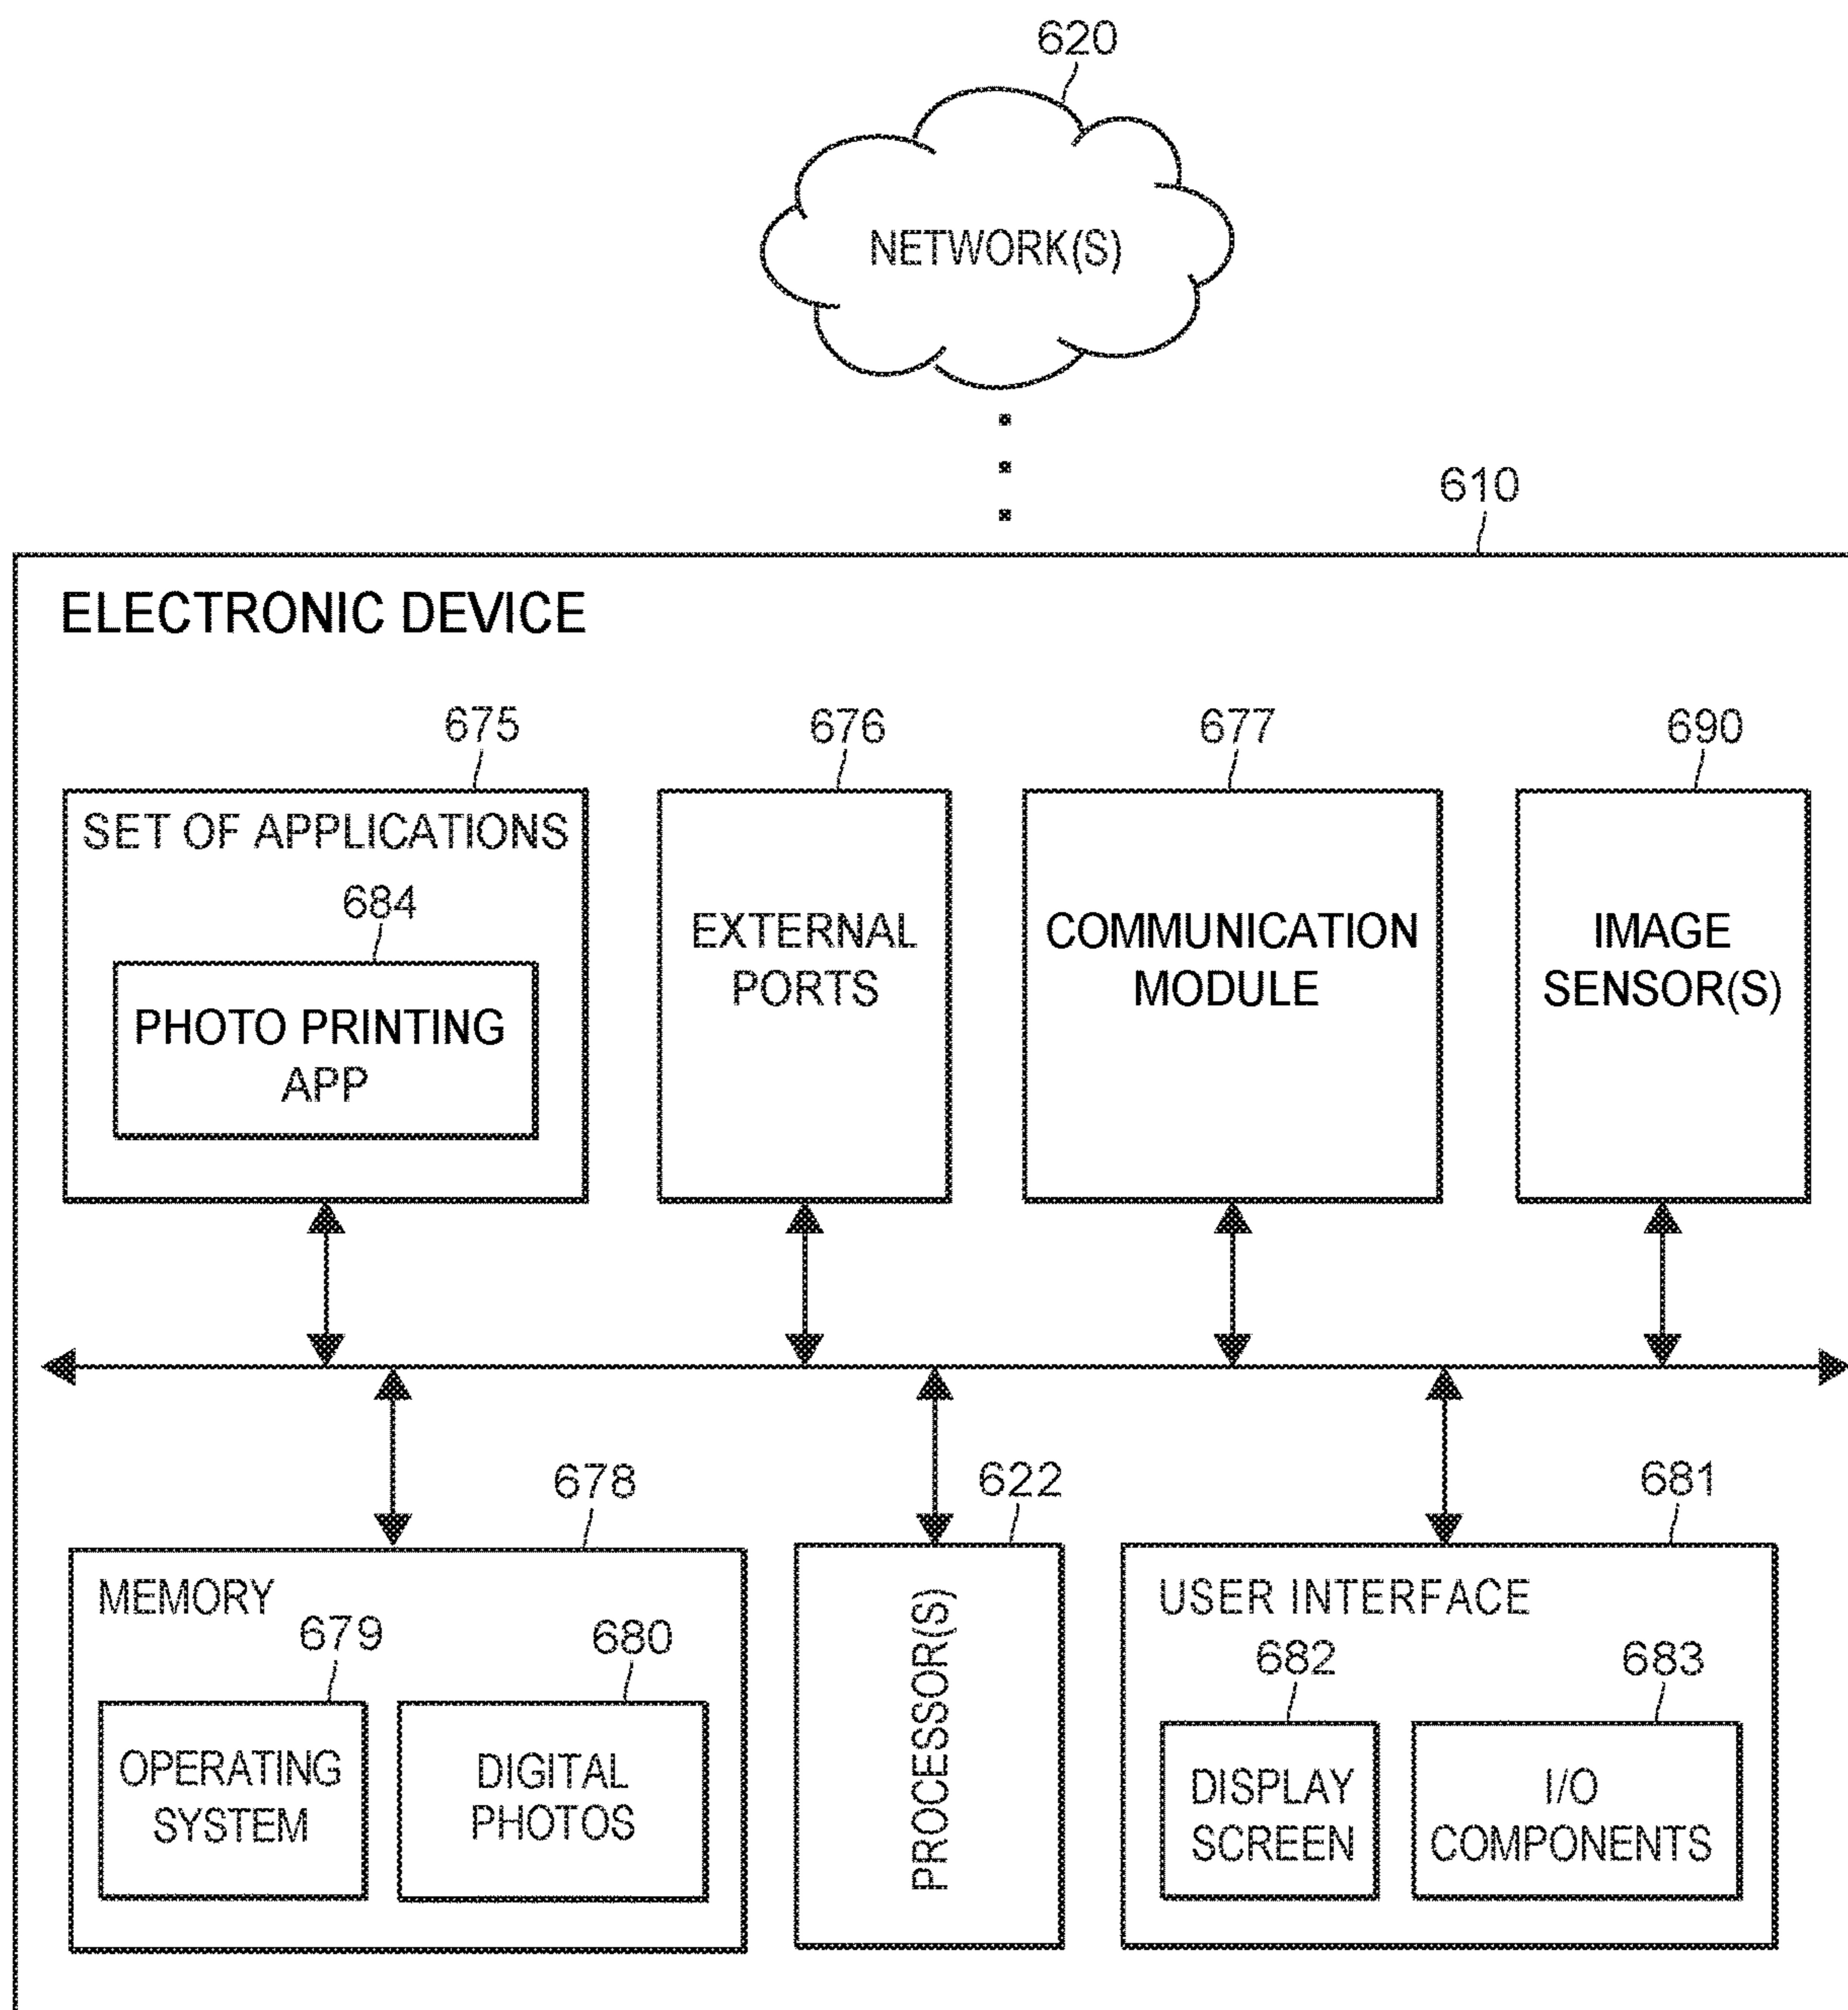 620
NETWORK(S)
610
ELECTRONIC DEVICE
675
SET OF APPLICATIONS
684
PHOTO PRINTING
APP
676
EXTERNAL
PORTS
677
COMMUNICATION
MODULE
690
IMAGE
SENSOR(S)
678
MEMORY
679
OPERATING
SYSTEM
680
DIGITAL
PHOTOS
622
PROCESSOR(S)
681
USER INTERFACE
682
DISPLAY
SCREEN
683
I/O
COMPONENTS